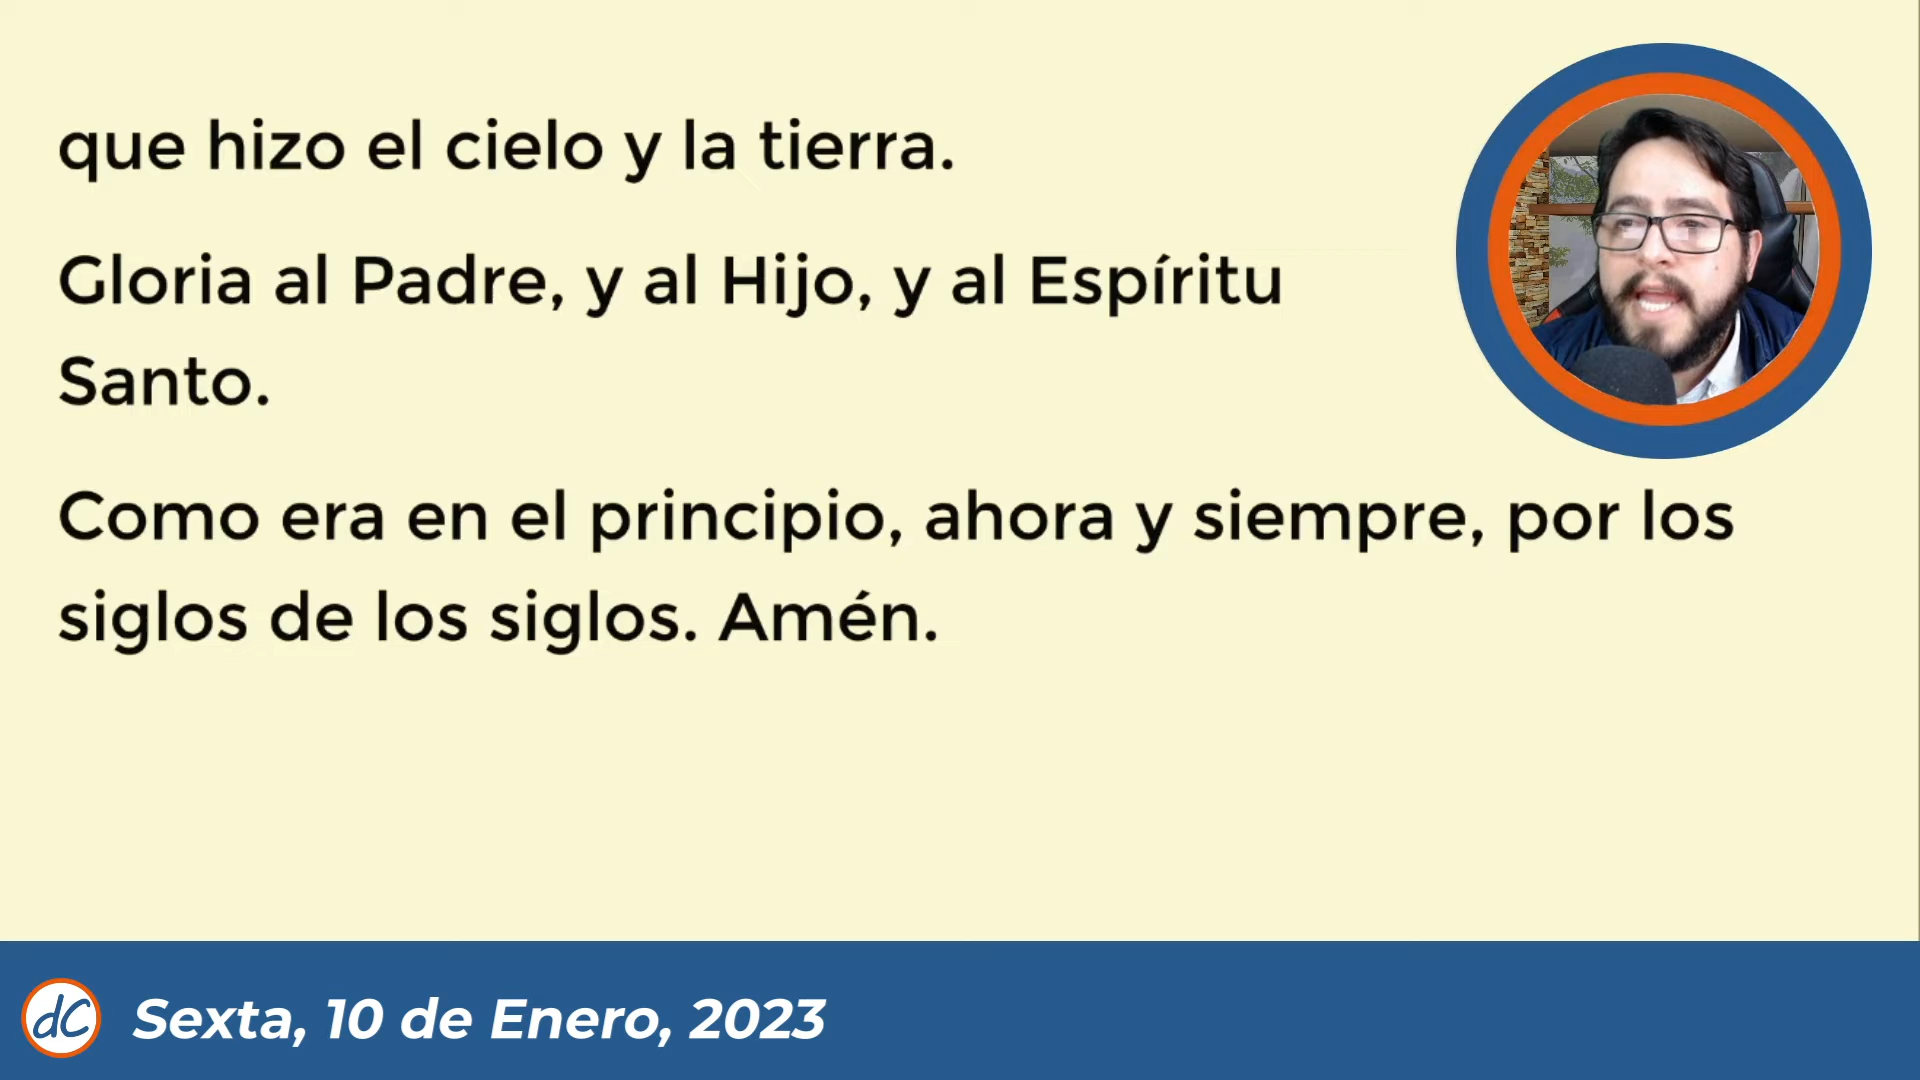 que hizo el cielo y la tierra.
Gloria al Padre, y al Hijo, y al Espíritu
Santo.
Como era en el principio, ahora y siempre, por los
siglos de los siglos. Amén.
dC Sexta, 10 de Enero, 2023